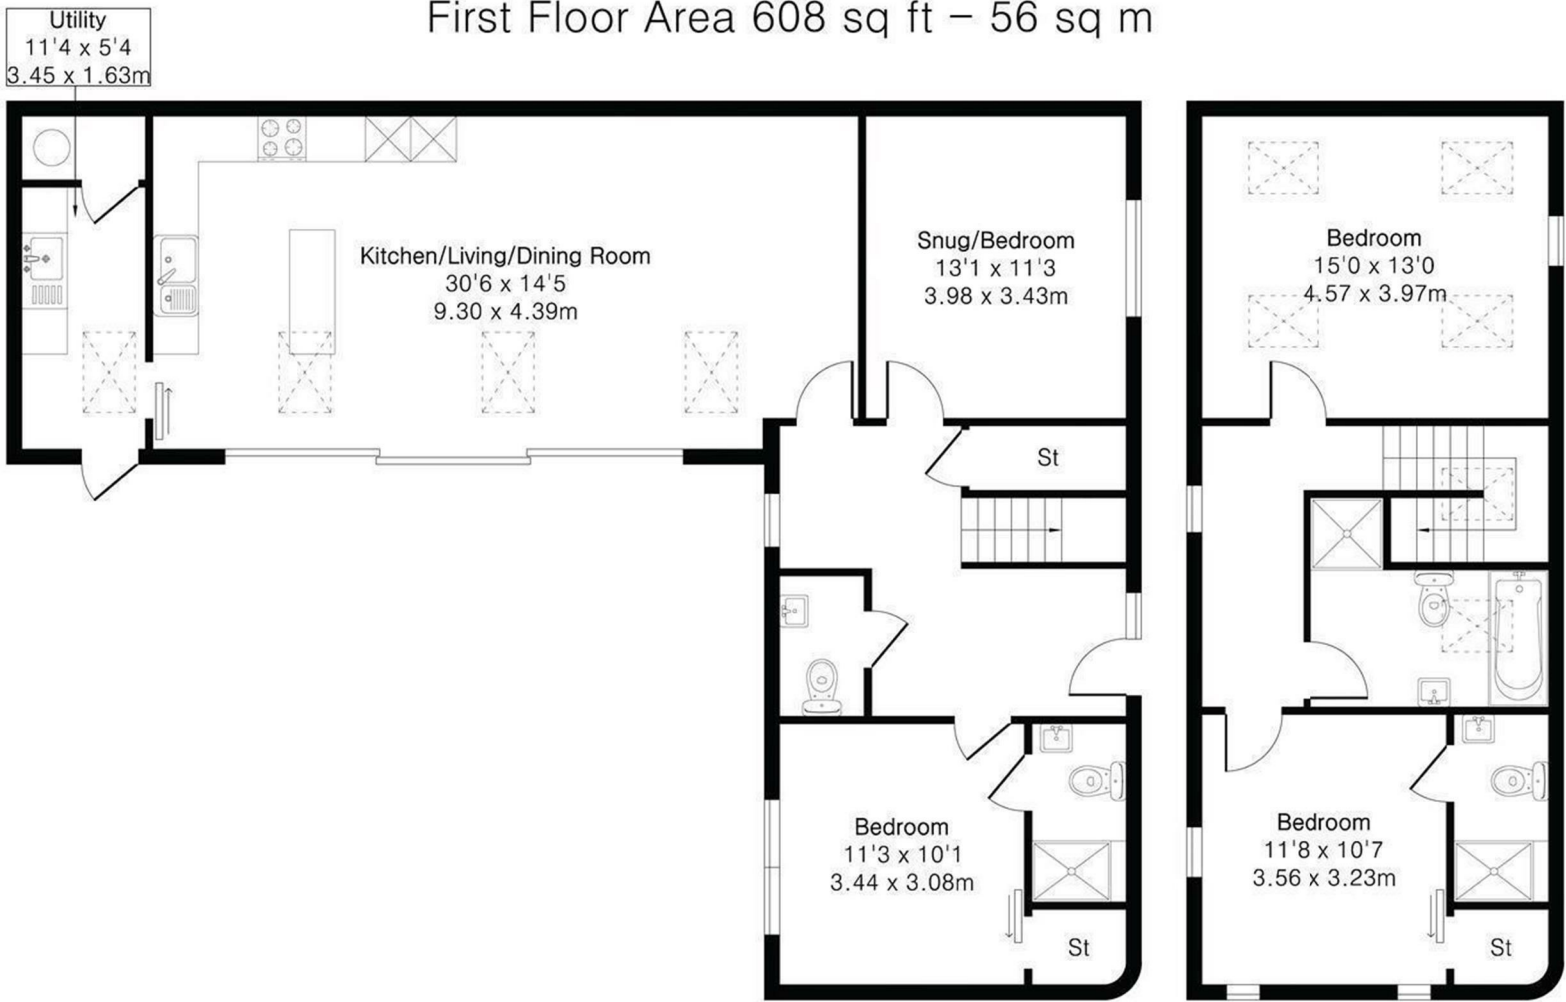 First Floor Area 608 sq ft – 56 sq m
Utility
11'4 x 5'4
3.45 x 1.63m
Kitchen/Living/Dining Room
30'6 x 14'5
9.30 x 4.39m
Snug/Bedroom
13'1 x 11'3
3.98 x 3.43m
Bedroom
15'0 x 13'0
4.57 x 3.97m
St
Bedroom
11'3 x 10'1
3.44 x 3.08m
St
Bedroom
11'8 x 10'7
3.56 x 3.23m
St